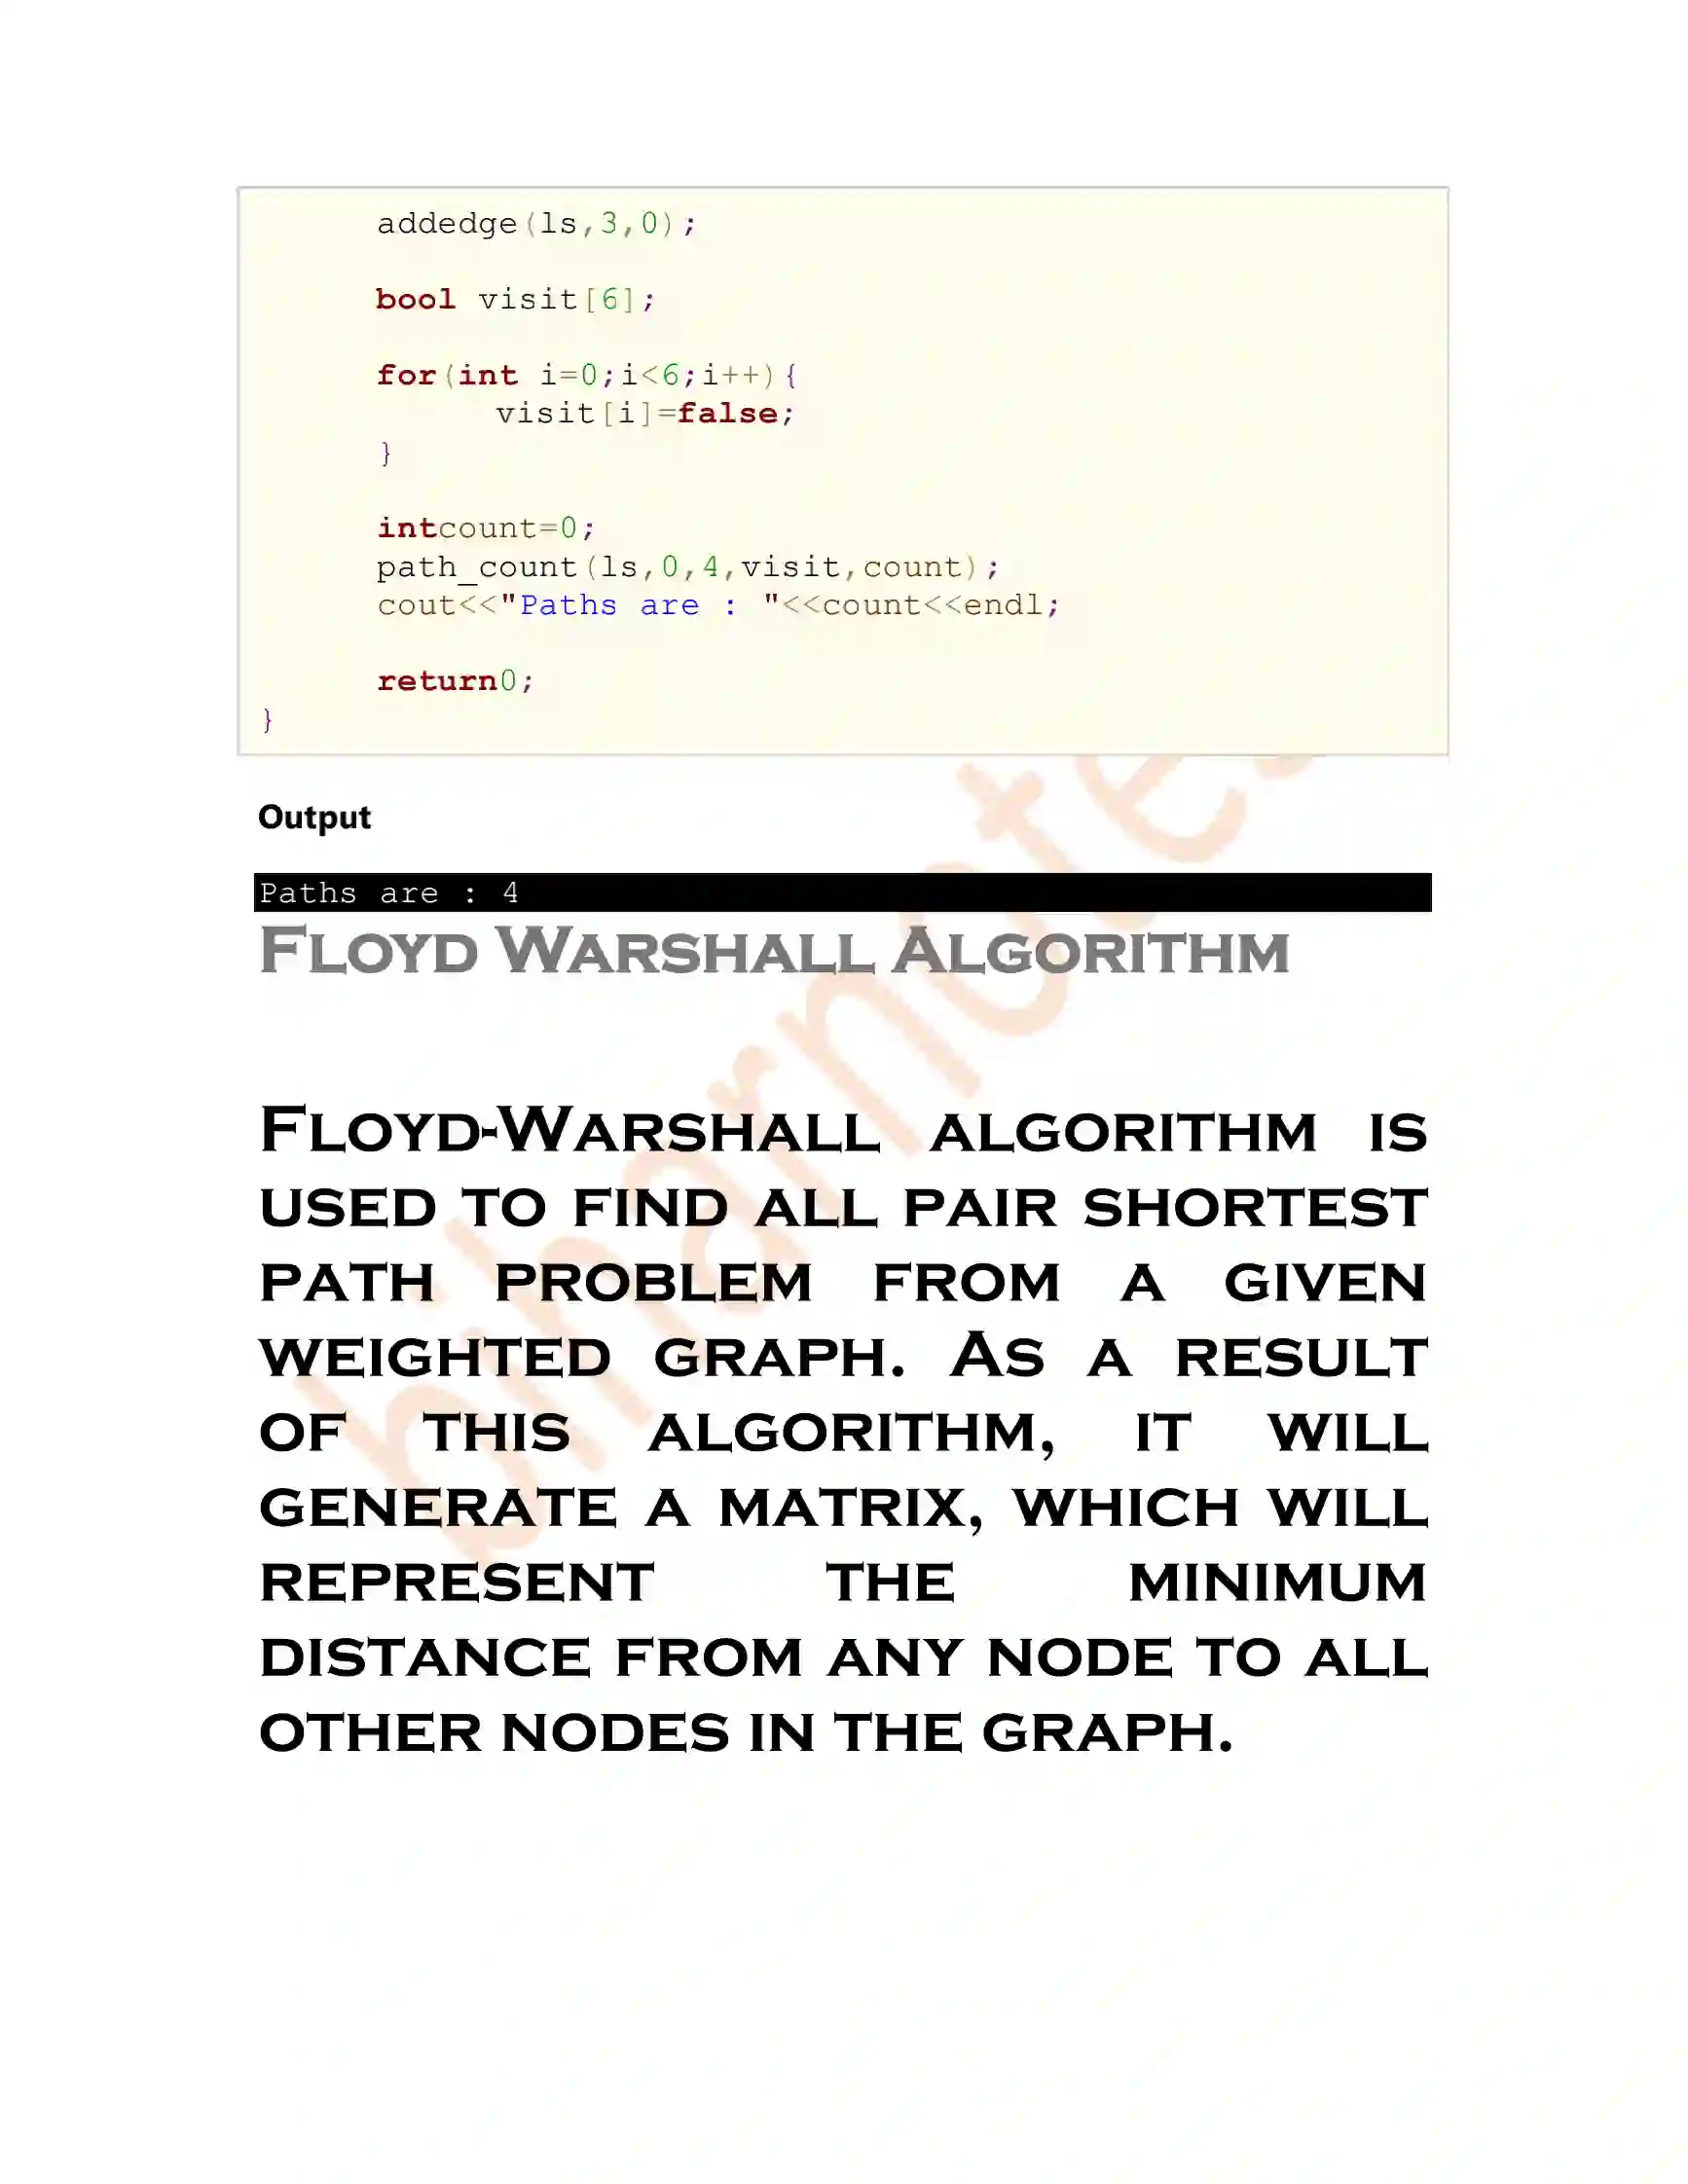 addedge(ls,3,0);
bool visit[6];
for(int i=0;i<6;i++){
visit[i]=false;
}
intcount=0;
path_count(ls,0,4,visit,count);
cout<<"Paths are : "<<count<<endl;
return0;
}
Output
Paths are : 4
Floyd Warshall Algorithm
Floyd-Warshall algorithm is
used to find all pair shortest
path problem from a given
weighted graph. As a result
of this algorithm, it will
generate a matrix, which will
represent the minimum
distance from any node to all
other nodes in the graph.
biharnotes